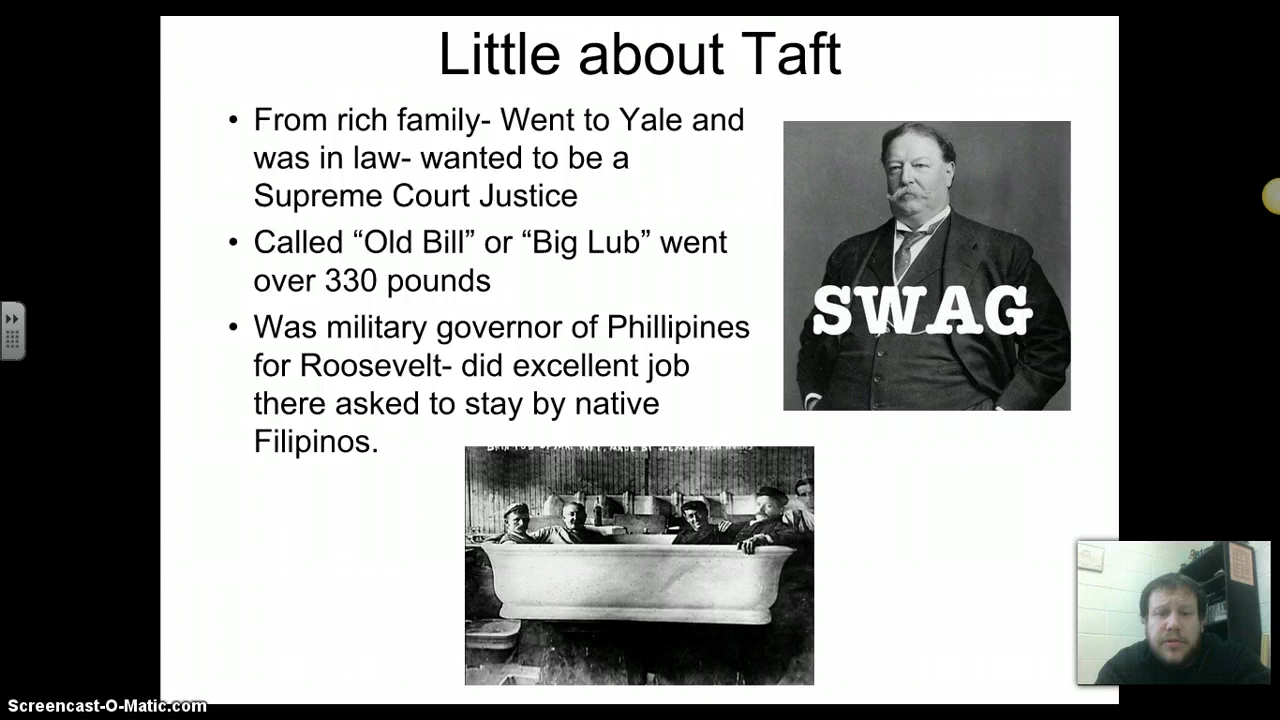 Little about Taft
• From rich family- Went to Yale and
was in law- wanted to be a
Supreme Court Justice
• Called “Old Bill” or “Big Lub” went
over 330 pounds
• Was military governor of Phillipines
for Roosevelt- did excellent job
there asked to stay by native
Filipinos.
SWAG
Screencast-O-Matic.com